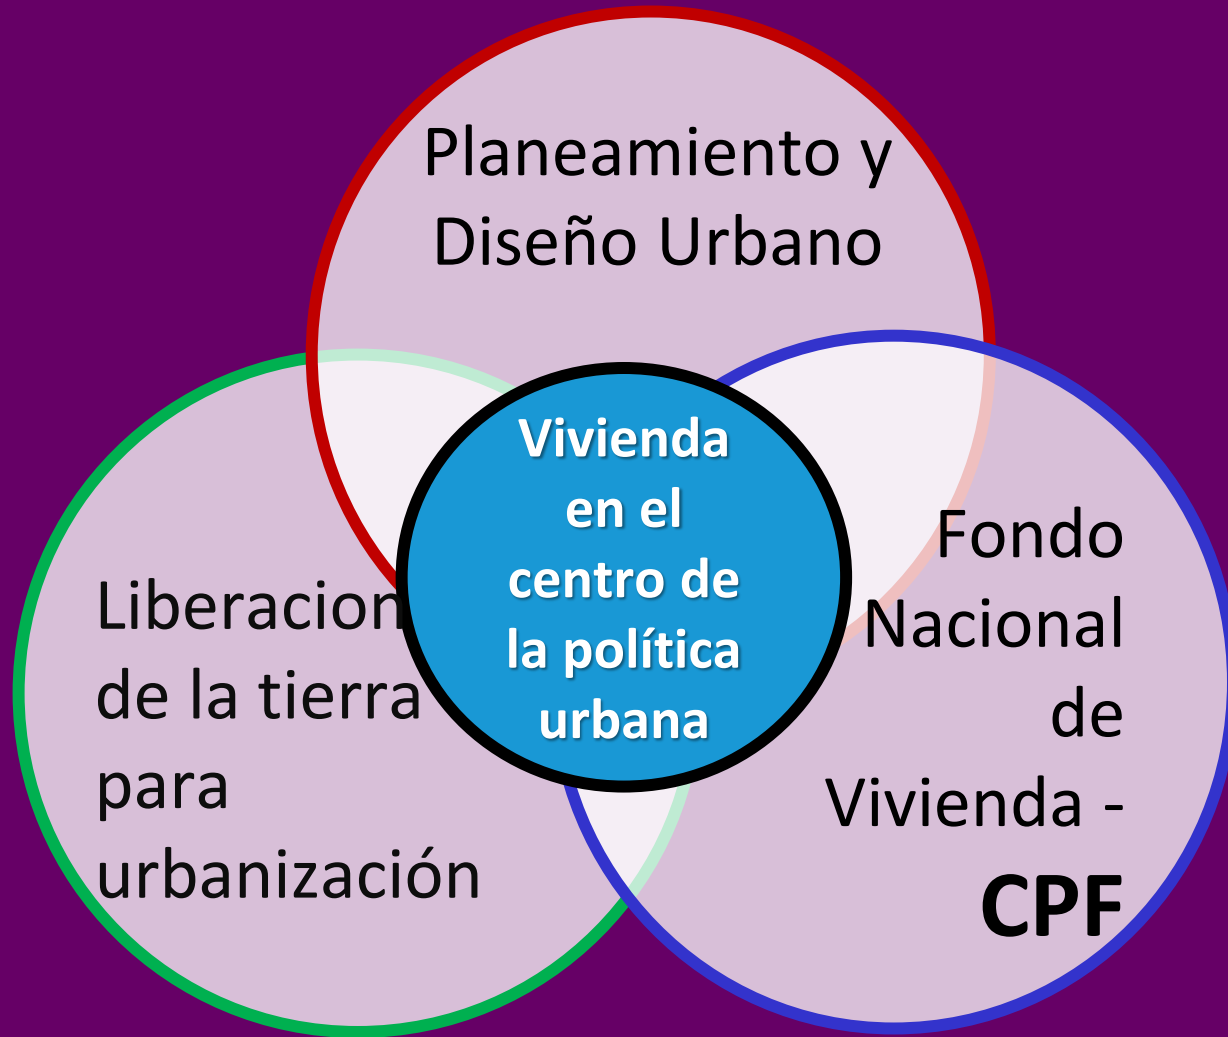 Planeamiento y
Diseño Urbano
Vivienda
en el
centro de
la política
urbana
Liberacion
de la tierra
para
urbanización
Fondo
Nacional
de
Vivienda -
CPF